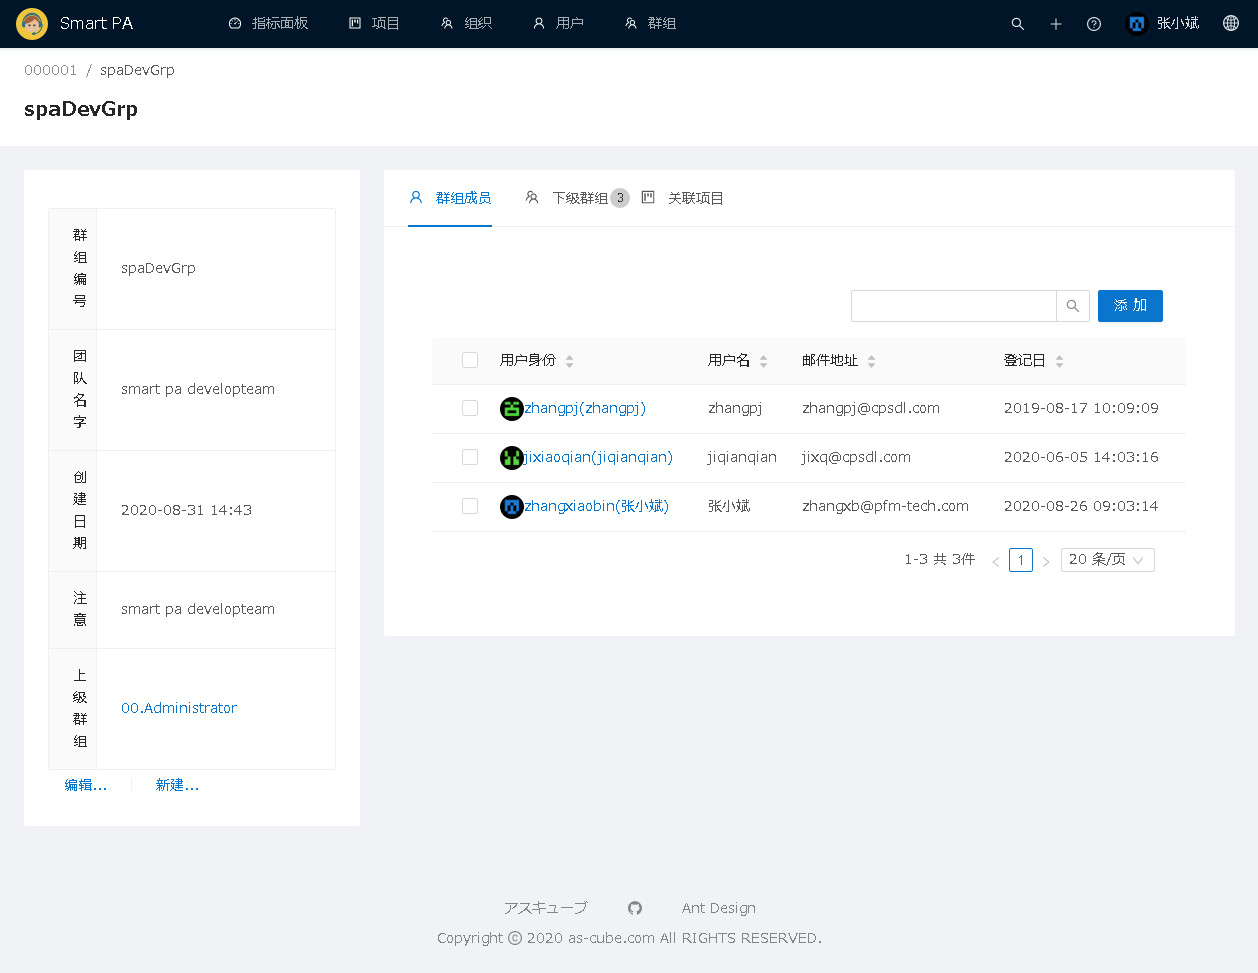 Smart PA 指标面板 项目 组织 用户 群组 张小斌
000001 / spaDevGrp
spaDevGrp
群组编号 spaDevGrp
团队名字 smart pa developteam
创建日期 2020-08-31 14:43
注意 smart pa developteam
上级群组 00.Administrator
编辑... 新建...
群组成员 下级群组 3 关联项目
添 加
用户身份 用户名 邮件地址 登记日
zhangpj(zhangpj) zhangpj zhangpj@cpsdl.com 2019-08-17 10:09:09
jixiaoqian(jiqianqian) jiqianqian jixq@cpsdl.com 2020-06-05 14:03:16
zhangxiaobin(张小斌) 张小斌 zhangxb@pfm-tech.com 2020-08-26 09:03:14
1-3 共 3件 < 1 > 20 条/页
アスキューブ Ant Design
Copyright © 2020 as-cube.com All RIGHTS RESERVED.